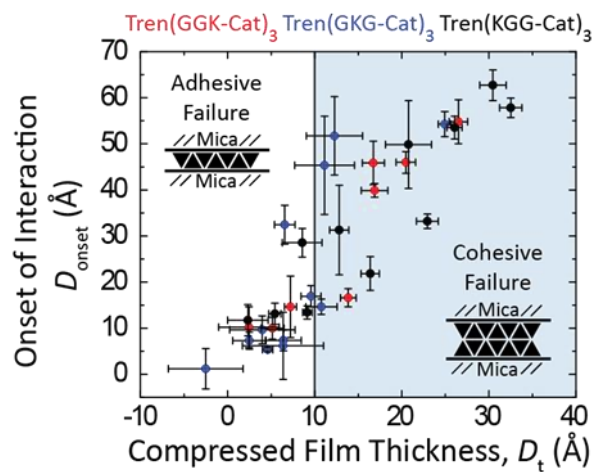 Tren(GGK-Cat)₃ Tren(GKG-Cat)₃ Tren(KGG-Cat)₃
Onset of Interaction
D_onset (Å)
70
60
50
40
30
20
10
0
Adhesive
Failure
Mica
Mica
Cohesive
Failure
Mica
Mica
-10 0 10 20 30 40
Compressed Film Thickness, D_t (Å)